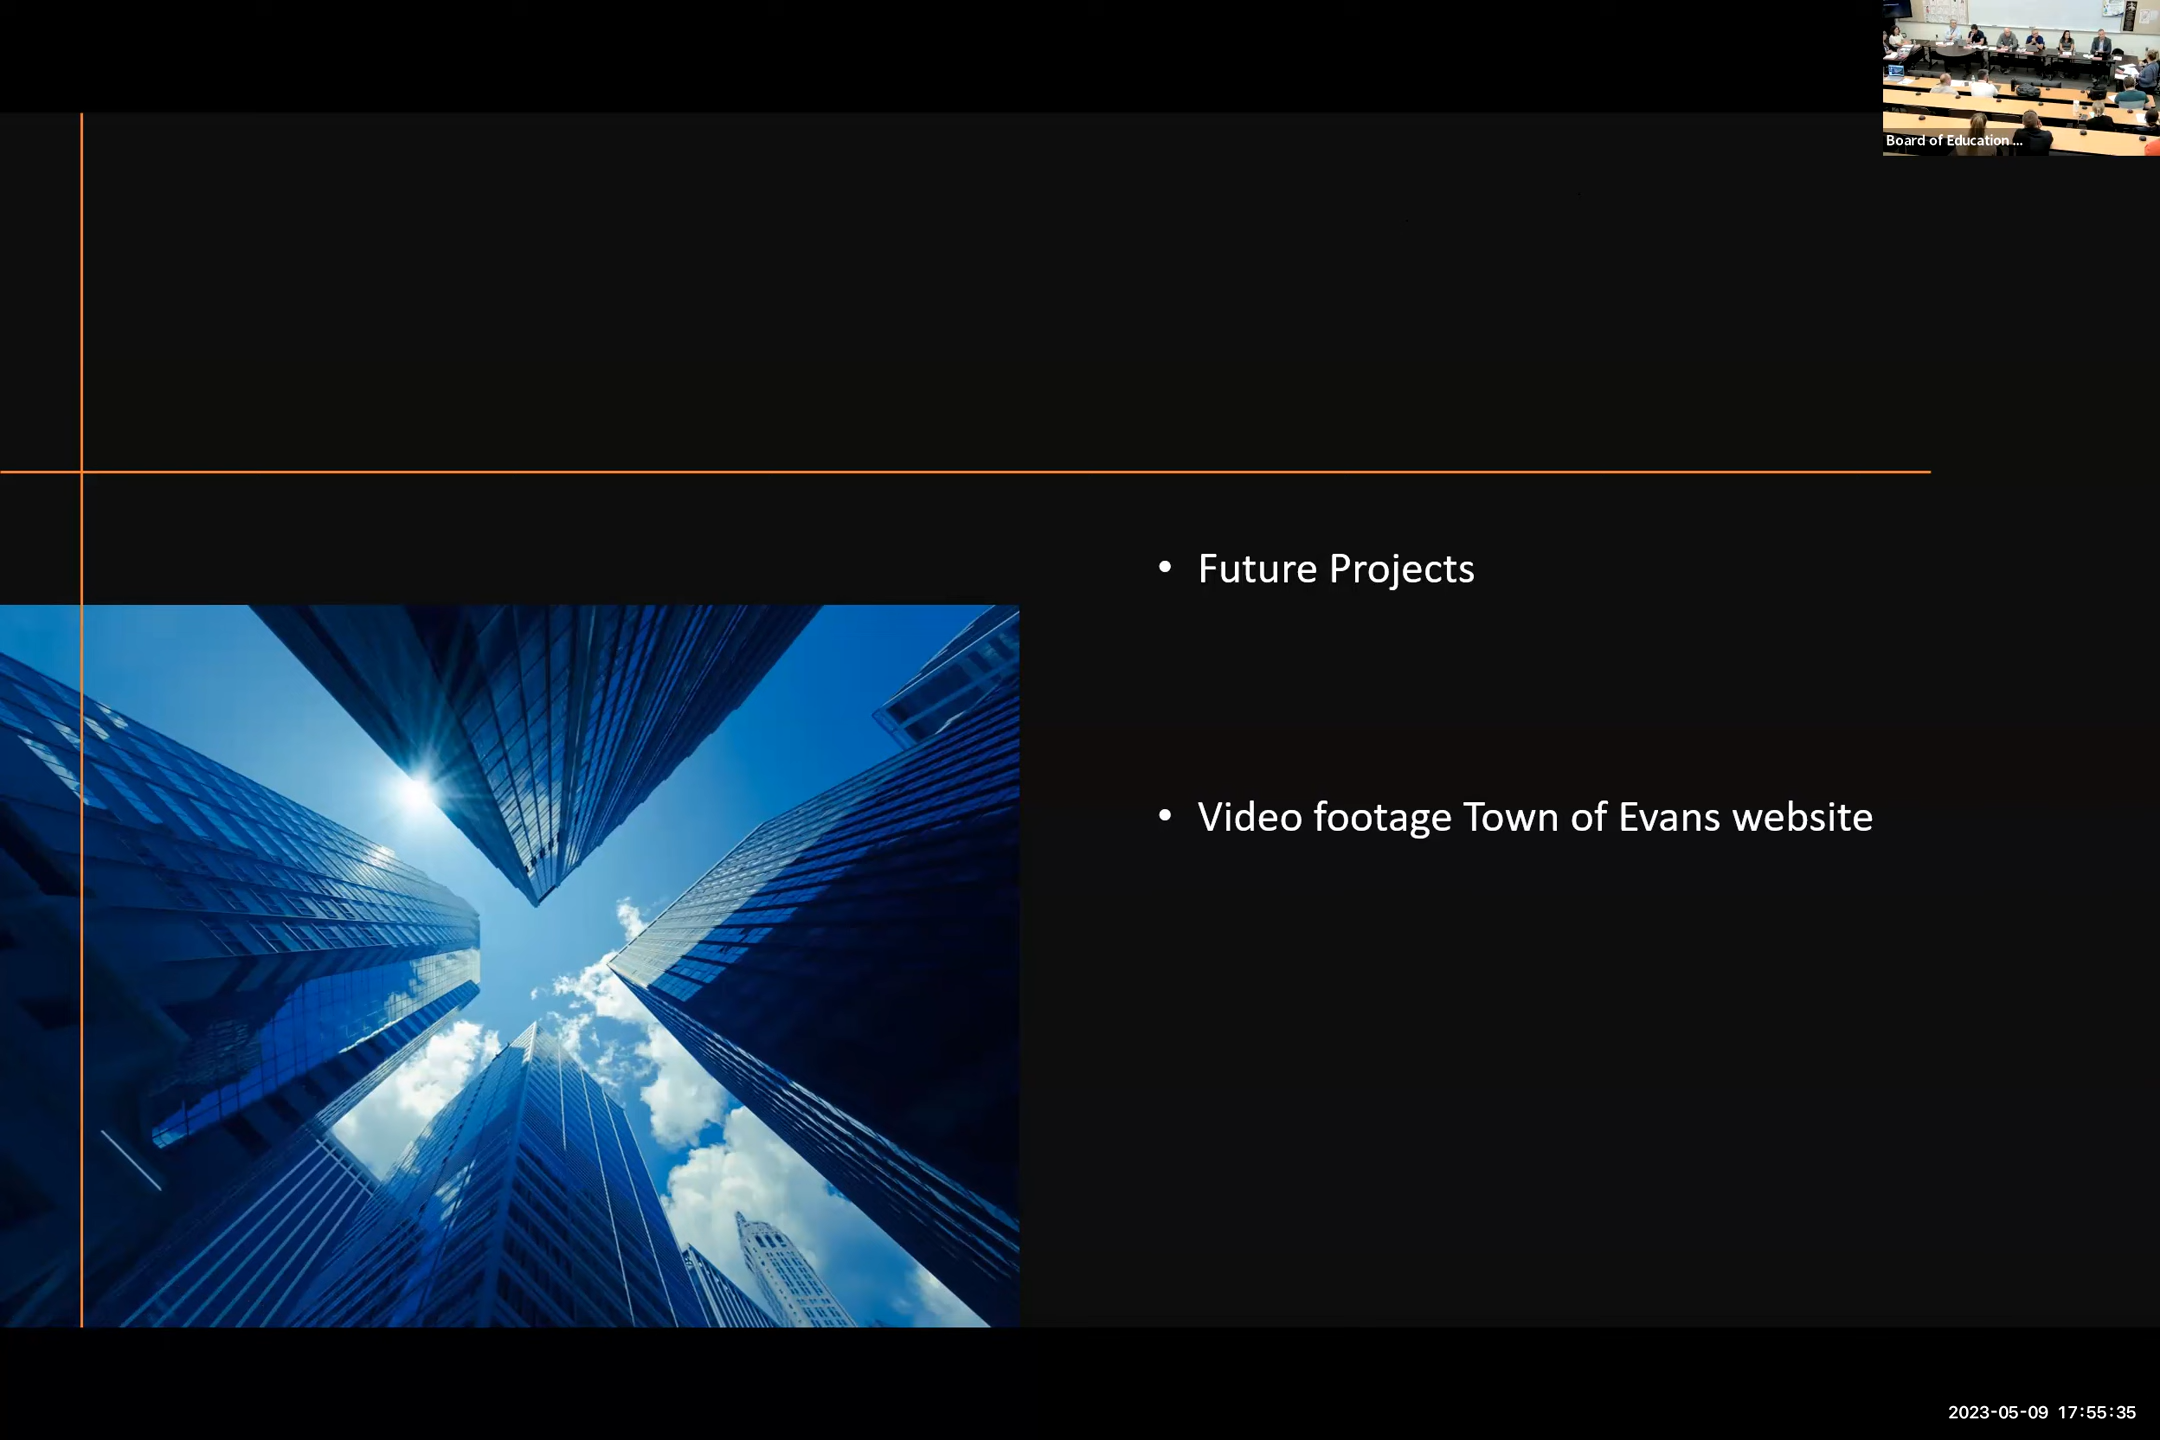 Board of Education ...
• Future Projects
• Video footage Town of Evans website
2023-05-09 17:55:35